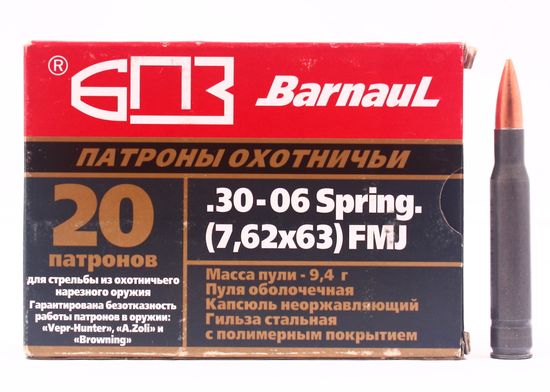 ® БПЗ BarnauL
ПАТРОНЫ ОХОТНИЧЬИ
20
патронов
для стрельбы из охотничьего
нарезного оружия
Гарантирована безотказность
работы патронов в оружии:
«Vepr-Hunter», «A.Zoli» и
«Browning»
.30-06 Spring.
(7,62x63) FMJ
Масса пули - 9,4 г
Пуля оболочечная
Капсюль неоржавляющий
Гильза стальная
с полимерным покрытием